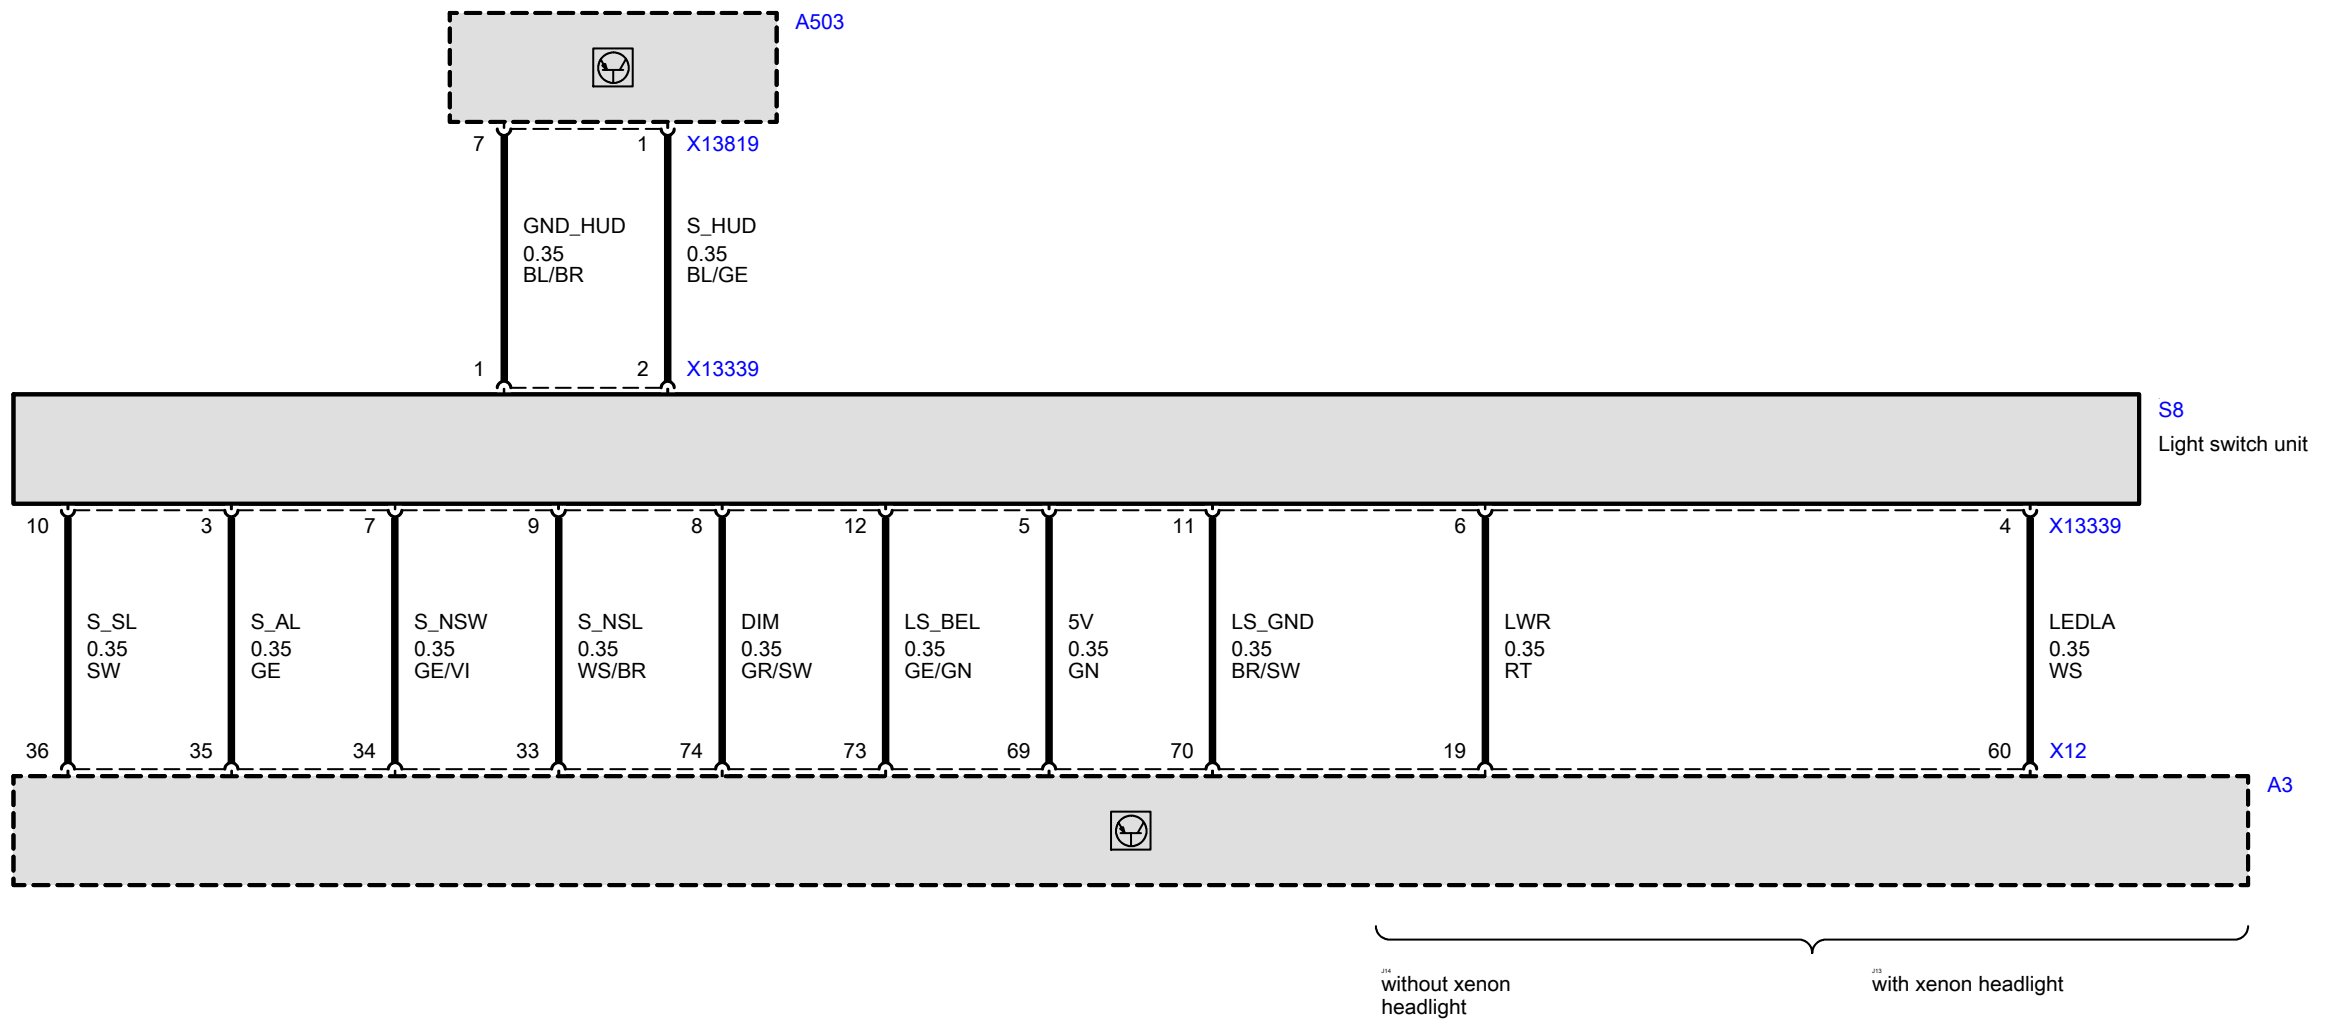 A503
7 1 X13819
GND_HUD S_HUD
0.35 0.35
BL/BR BL/GE
1 2 X13339
S8
Light switch unit
10 3 7 9 8 12 5 11 6 4 X13339
S_SL S_AL S_NSW S_NSL DIM LS_BEL 5V LS_GND LWR LEDLA
0.35 0.35 0.35 0.35 0.35 0.35 0.35 0.35 0.35 0.35
SW GE GE/VI WS/BR GR/SW GE/GN GN BR/SW RT WS
36 35 34 33 74 73 69 70 19 60 X12
A3
J14 J13
without xenon with xenon headlight
headlight